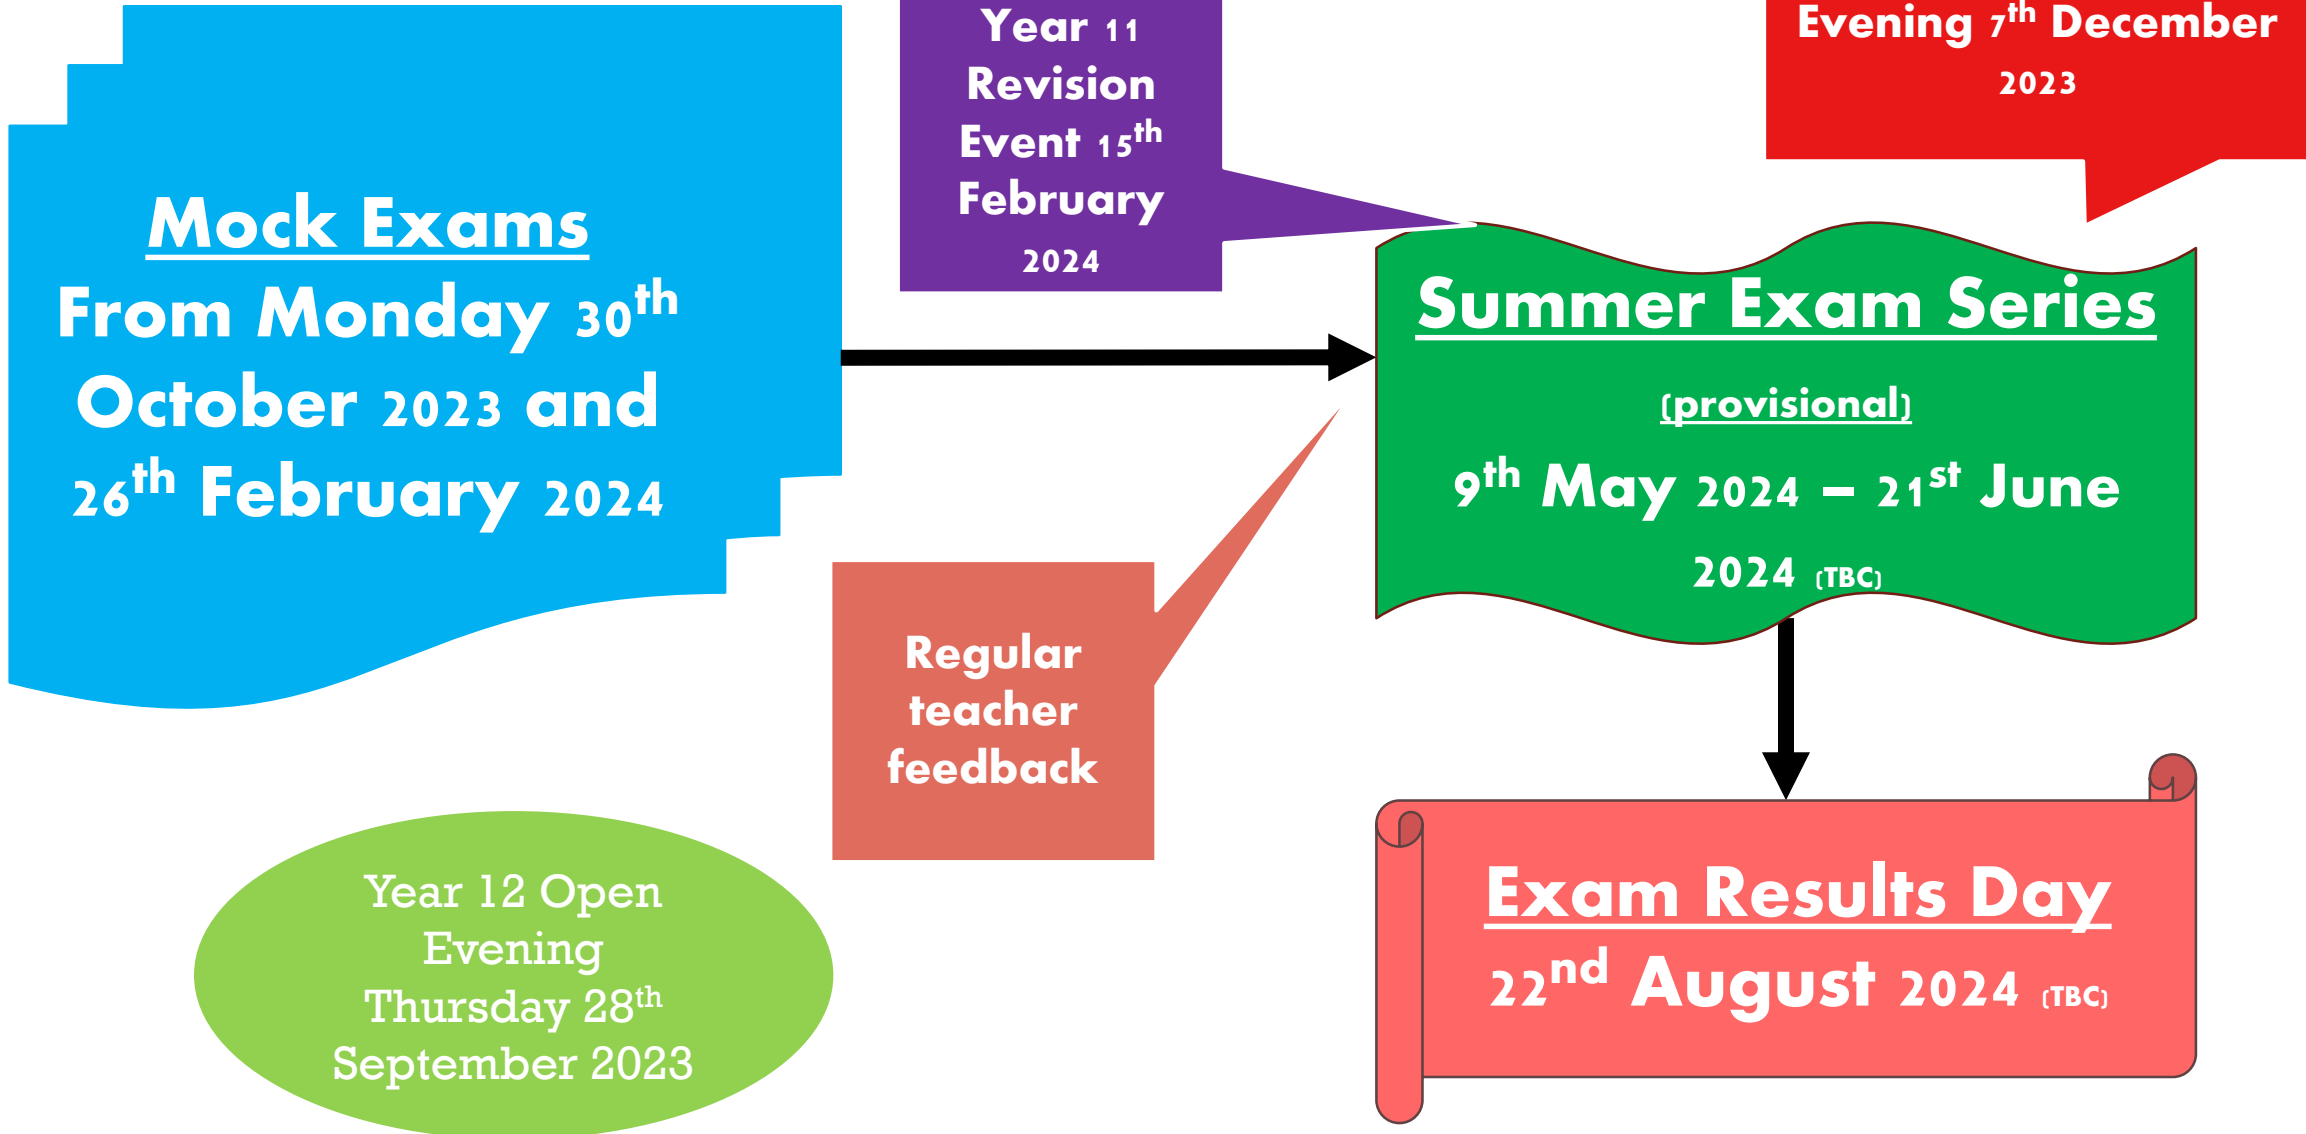 Year 11
Revision
Event 15th
February
2024
Evening 7th December
2023
Mock Exams
From Monday 30th
October 2023 and
26th February 2024
Summer Exam Series
(provisional)
9th May 2024 – 21st June
2024 (TBC)
Regular
teacher
feedback
Year 12 Open
Evening
Thursday 28th
September 2023
Exam Results Day
22nd August 2024 (TBC)